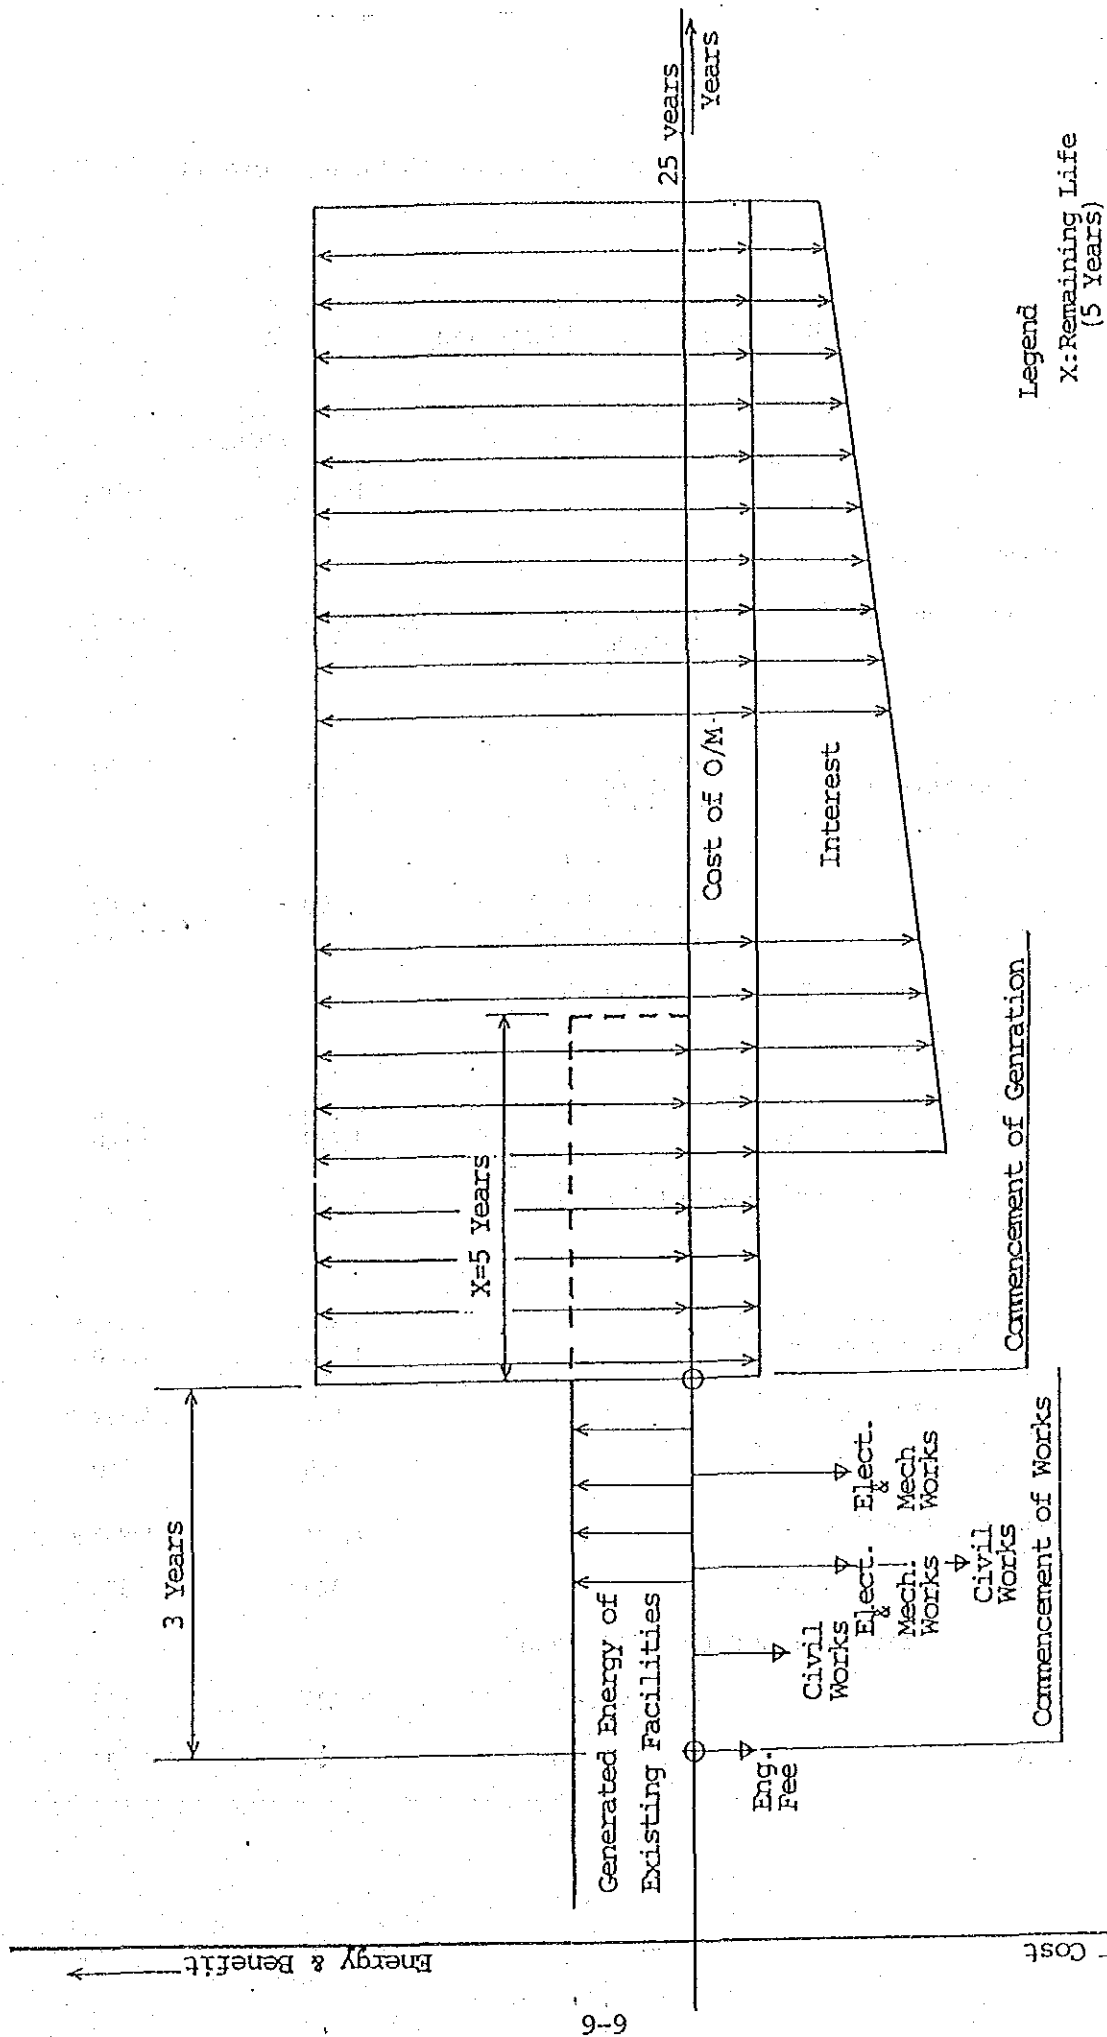 Energy & Benefit
Cost
3 Years
Generated Energy of
Existing Facilities
X=5 Years
25 years
Years
Cost of O/M
Interest
Eng.
Fee
Civil
Works
Elect.
&
Mech.
Works
Civil
Works
Elect.
&
Mech
Works
Commencement of Works
Commencement of Genration
Legend
X:Remaining Life
(5 Years)
6-6